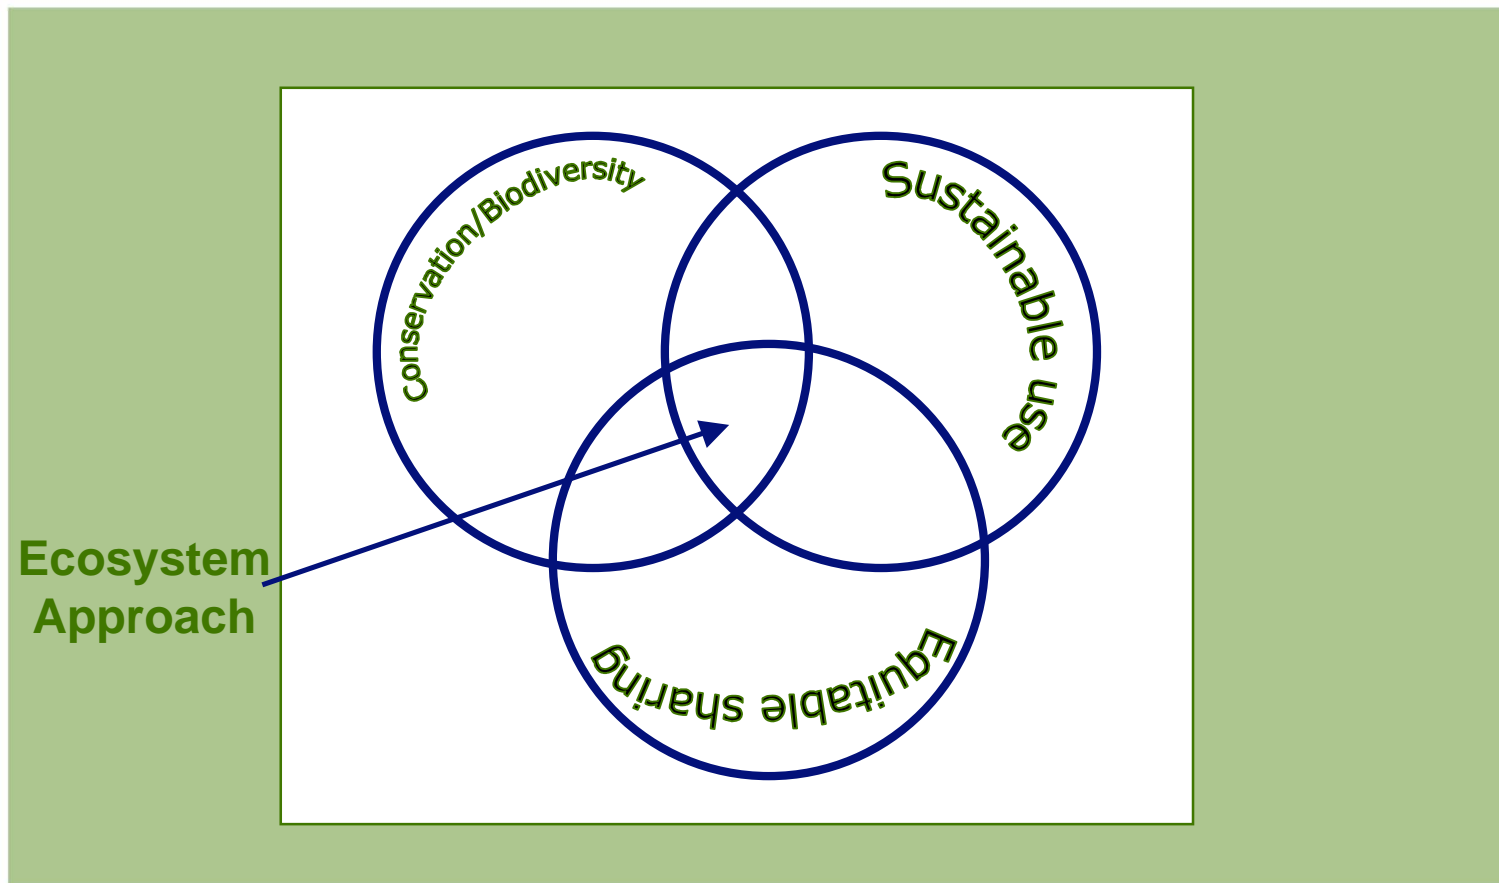 Conservation/Biodiversity
Sustainable use
Ecosystem
Approach
Equitable sharing